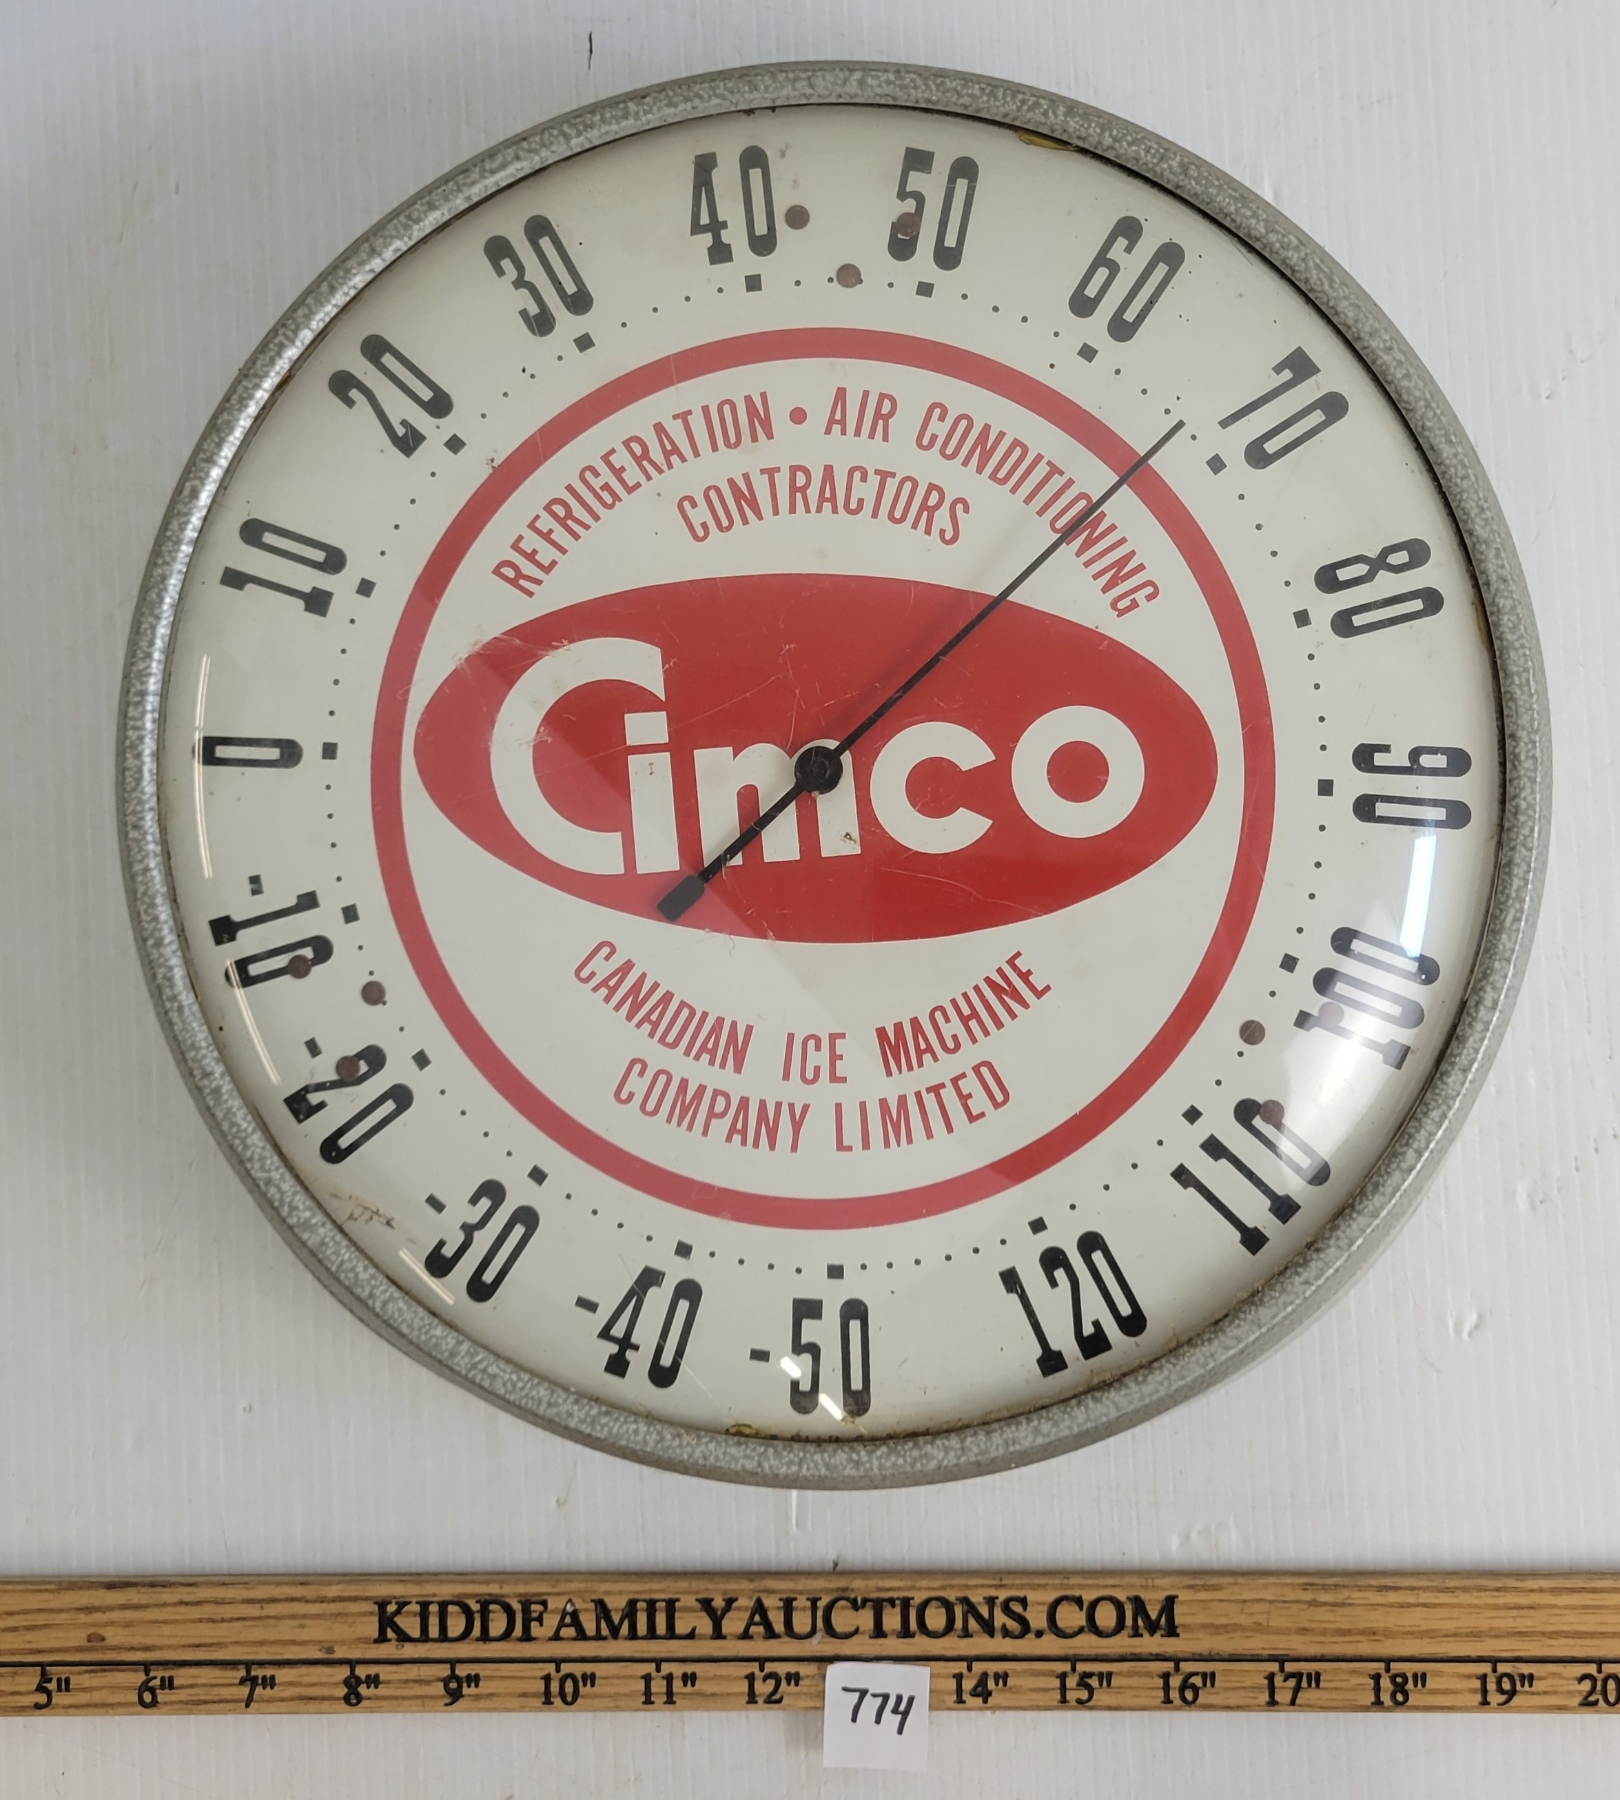 -50
-40
-30
-20
-10
0
10
20
30
40
50
60
70
80
90
100
110
120
REFRIGERATION • AIR CONDITIONING
CONTRACTORS
Cimco
CANADIAN ICE MACHINE
COMPANY LIMITED
KIDDFAMILYAUCTIONS.COM
5" 6" 7" 8" 9" 10" 11" 12" 14" 15" 16" 17" 18" 19" 20
774